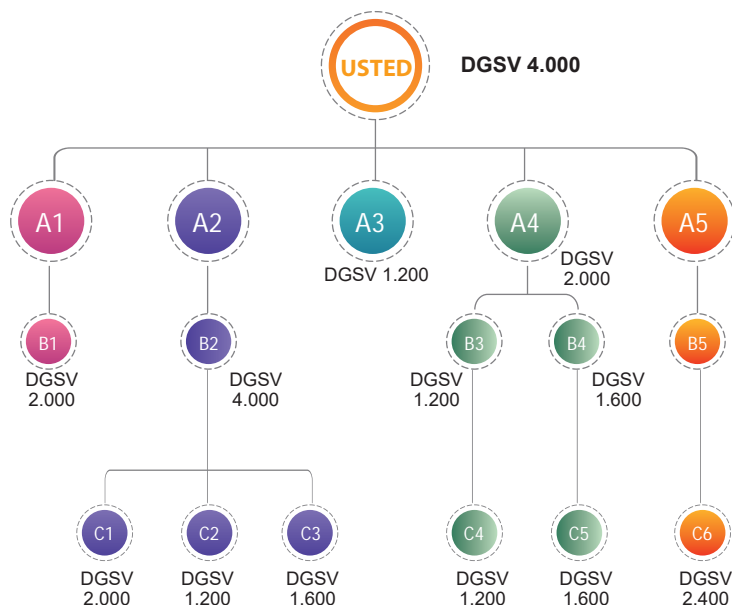 USTED
DGSV 4.000
A1
A2
A3
A4
A5
DGSV 1.200
DGSV
2.000
B1
B2
B3
B4
B5
DGSV
2.000
DGSV
4.000
DGSV
1.200
DGSV
1.600
C1
C2
C3
C4
C5
C6
DGSV
2.000
DGSV
1.200
DGSV
1.600
DGSV
1.200
DGSV
1.600
DGSV
2.400